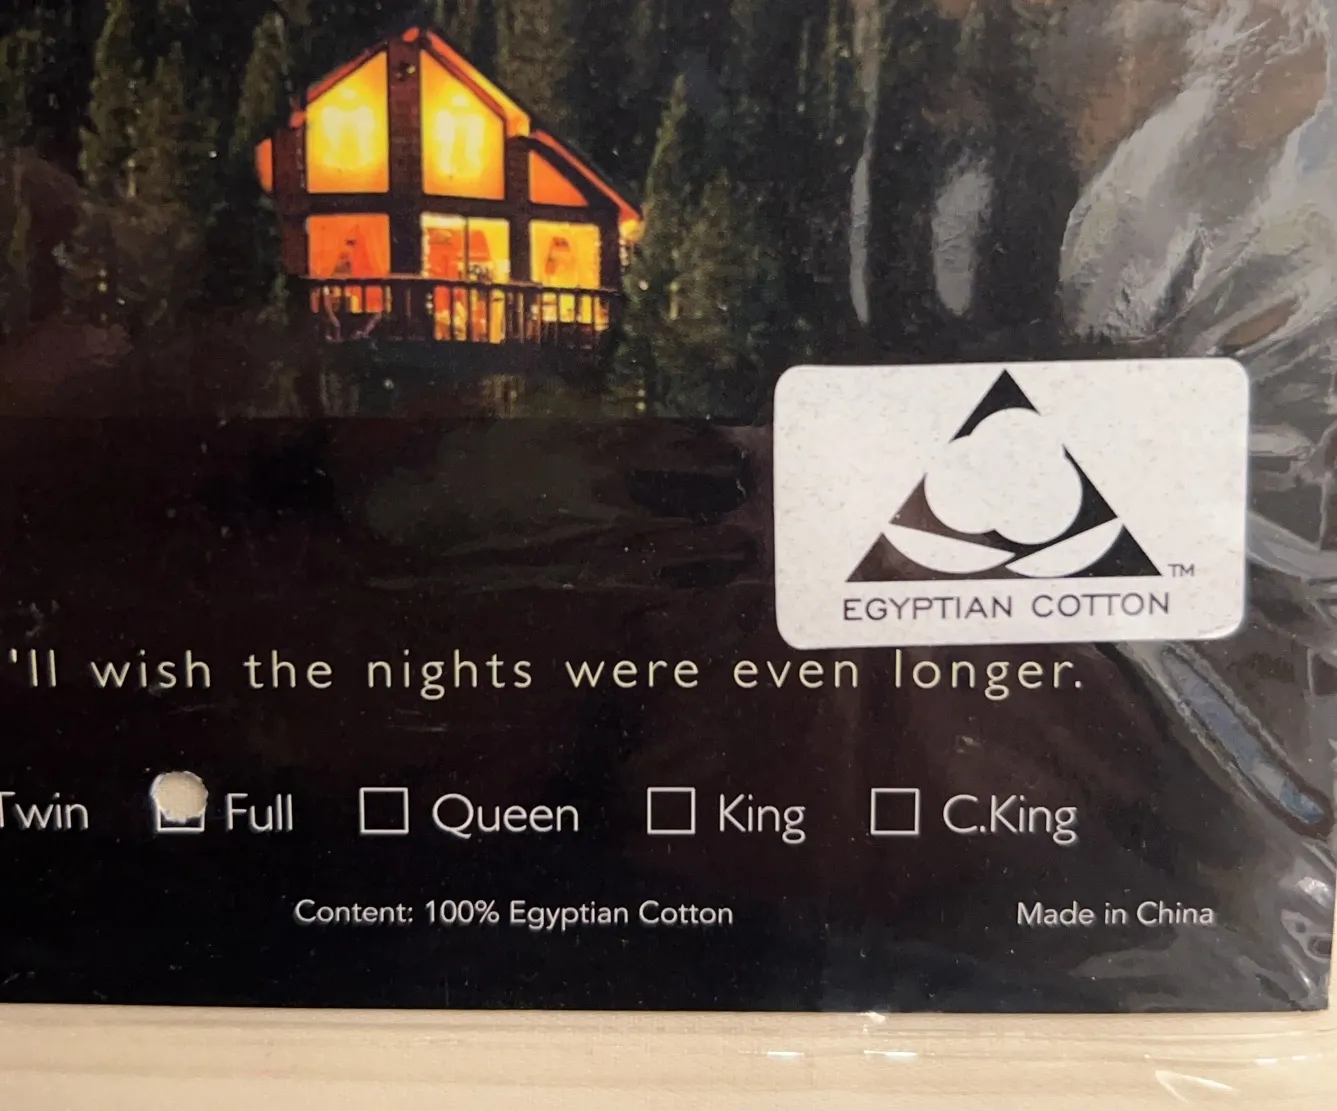 EGYPTIAN COTTON™
'll wish the nights were even longer.
Twin Full Queen King C.King
Content: 100% Egyptian Cotton Made in China